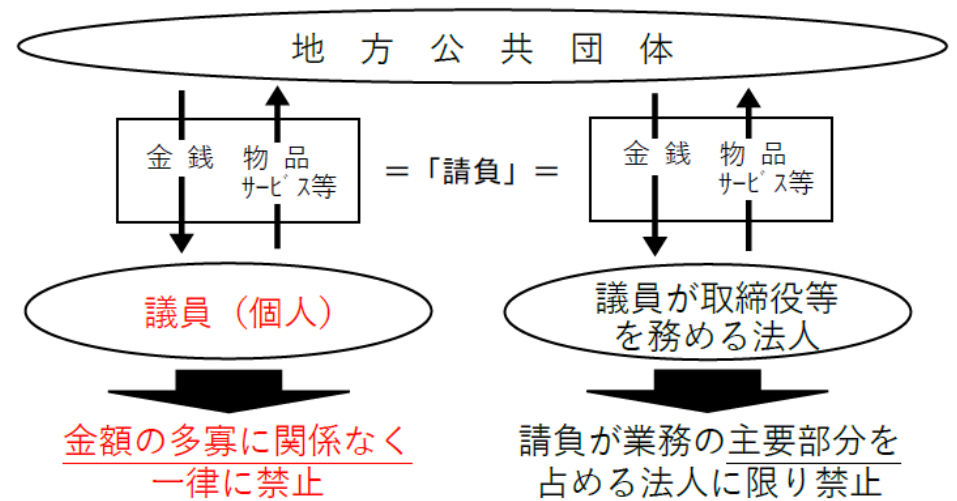 地方公共団体
金銭 物品
ｻｰﾋﾞｽ等
＝「請負」＝
金銭 物品
ｻｰﾋﾞｽ等
議員（個人）
議員が取締役等
を務める法人
金額の多寡に関係なく
一律に禁止
請負が業務の主要部分を
占める法人に限り禁止